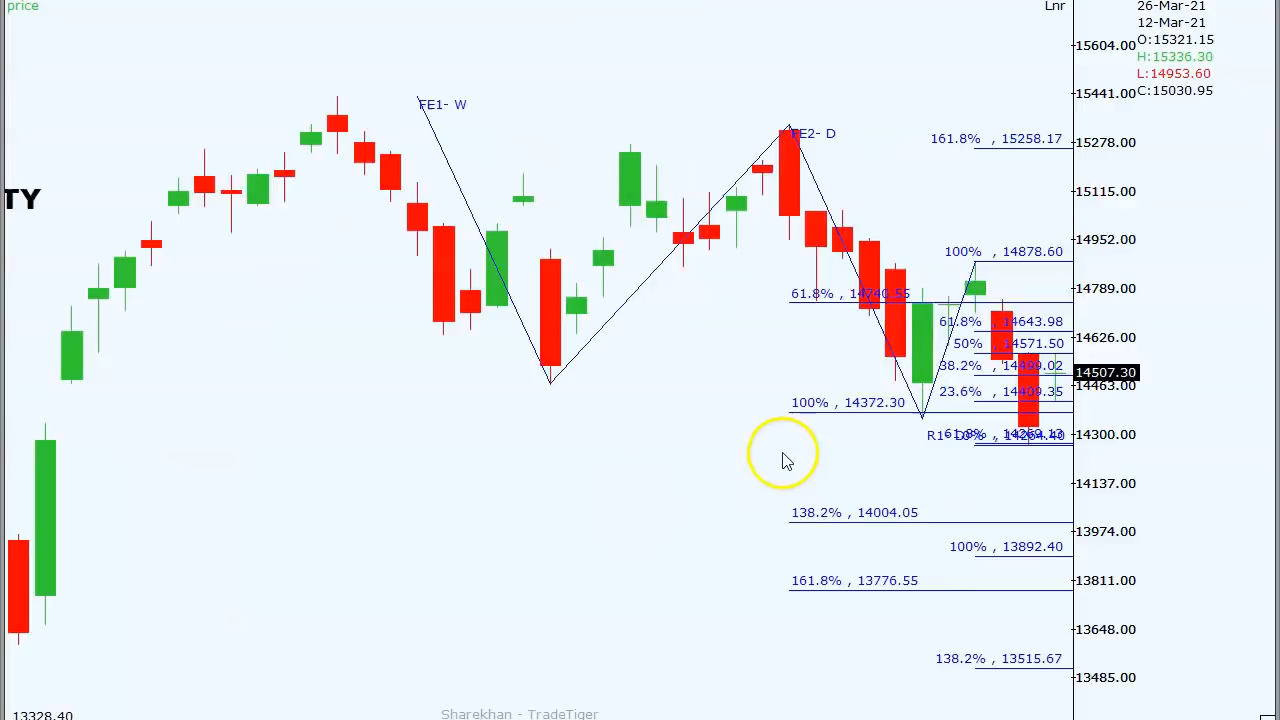 price
Lnr
26-Mar-21
12-Mar-21
O:15321.15
H:15336.30
L:14953.60
C:15030.95
15604.00
15441.00
FE1- W
FE2- D
161.8% , 15258.17
15278.00
TY
15115.00
14952.00
100% , 14878.60
14789.00
61.8% , 14740.55
61.8% , 14643.98
14626.00
50% , 14571.50
38.2% , 14499.02
14507.30
14463.00
23.6% , 14409.35
100% , 14372.30
14300.00
14137.00
138.2% , 14004.05
13974.00
100% , 13892.40
161.8% , 13776.55
13811.00
13648.00
138.2% , 13515.67
13485.00
13328.40
Sharekhan - TradeTiger